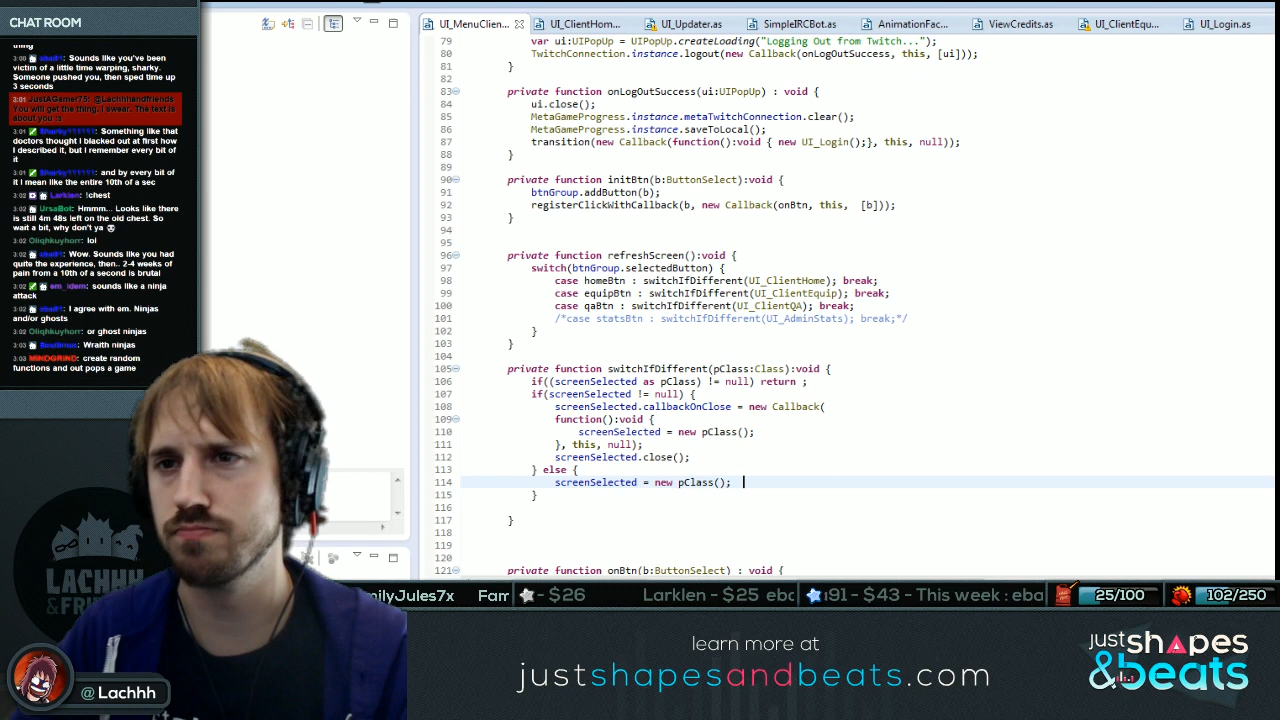 CHAT ROOM
thing
3:00 : Sounds like you've been
victim of a little time warping, sharky.
Someone pushed you, then sped time up
3 seconds
3:01 JustAGamer75: @Lachhhandfriends
You will get the thing. I swear. The text is
about you :3
3:01 : Something like that
doctors thought I blacked out at first how
I described it, but I remember every bit of
it
3:01 : and by every bit of
it I mean like the entire 10th of a sec
3:02 Larklen: !chest
3:02 UrsaBot: Hmmm... Looks like there
is still 4m 48s left on the old chest. So
wait a bit, why don't ya
3:02 Oliqhkuyhorr: lol
3:02 : Wow. Sounds like you had
quite the experience, then.. 2-4 weeks of
pain from a 10th of a second is brutal
3:02 em_idem: sounds like a ninja
attack
3:02 : I agree with em. Ninjas
and/or ghosts
Oliqhkuyhorr: or ghost ninjas
3:03 : Wraith ninjas
3:03 MINDGRIND: create random
functions and out pops a game
UI_MenuClien... UI_ClientHom... UI_Updater.as SimpleIRCBot.as AnimationFac... ViewCredits.as UI_ClientEqu... UI_Login.as
79 var ui:UIPopUp = UIPopUp.createLoading("Logging Out from Twitch...");
80 TwitchConnection.instance.logout(new Callback(onLogOutSuccess, this, [ui]));
81 }
82
83 private function onLogOutSuccess(ui:UIPopUp) : void {
84 ui.close();
85 MetaGameProgress.instance.metaTwitchConnection.clear();
86 MetaGameProgress.instance.saveToLocal();
87 transition(new Callback(function():void { new UI_Login();}, this, null));
88 }
89
90 private function initBtn(b:ButtonSelect):void {
91 btnGroup.addButton(b);
92 registerClickWithCallback(b, new Callback(onBtn, this, [b]));
93 }
94
95
96 private function refreshScreen():void {
97 switch(btnGroup.selectedButton) {
98 case homeBtn : switchIfDifferent(UI_ClientHome); break;
99 case equipBtn : switchIfDifferent(UI_ClientEquip); break;
100 case qaBtn : switchIfDifferent(UI_ClientQA); break;
101 /*case statsBtn : switchIfDifferent(UI_AdminStats); break;*/
102 }
103 }
104
105 private function switchIfDifferent(pClass:Class):void {
106 if((screenSelected as pClass) != null) return ;
107 if(screenSelected != null) {
108 screenSelected.callbackOnClose = new Callback(
109 function():void {
110 screenSelected = new pClass();
111 }, this, null);
112 screenSelected.close();
113 } else {
114 screenSelected = new pClass();
115 }
116
117 }
118
119
120
121 private function onBtn(b:ButtonSelect) : void {
LACHHH
& FRIE
milyJules7x Fam - $26 Larklen - $25 ebo 91 - $43 - This week : eba 25/100 102/250
@Lachhh
learn more at
justshapesandbeats.com
just
shapes
&beats